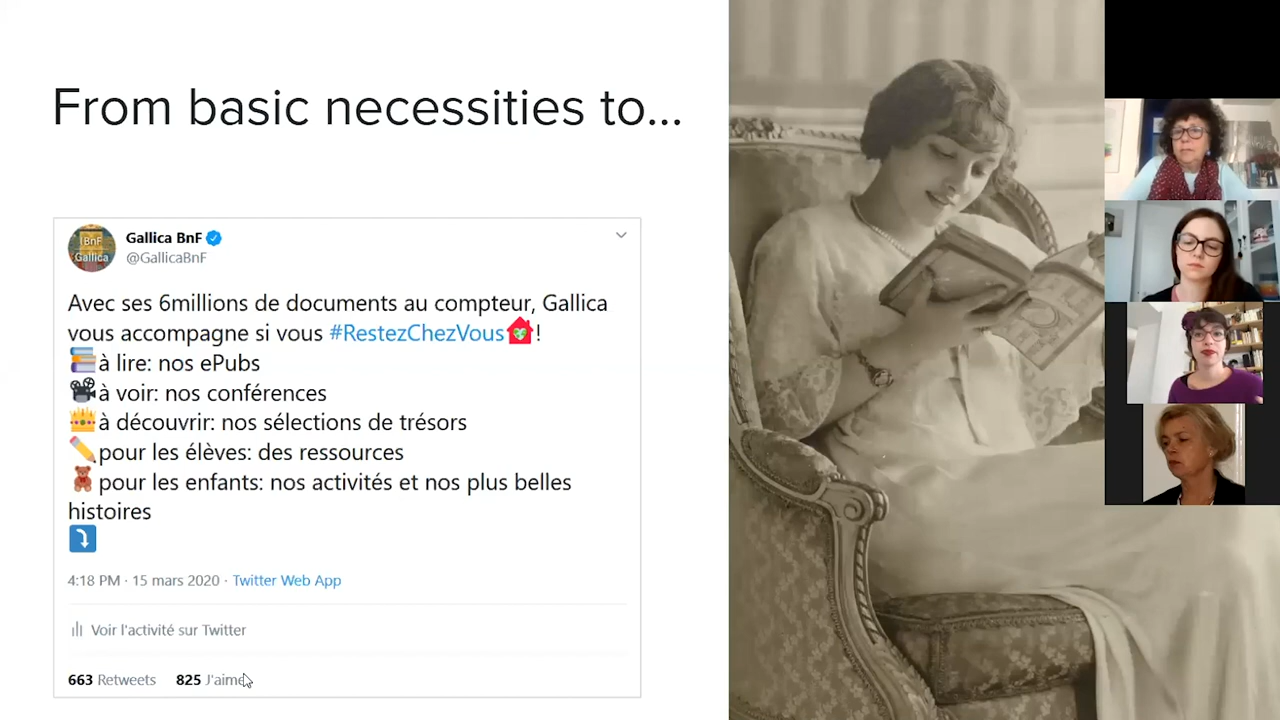 From basic necessities to...
BnF
Gallica
Gallica BnF
@GallicaBnF
Avec ses 6millions de documents au compteur, Gallica
vous accompagne si vous #RestezChezVous !
à lire: nos ePubs
à voir: nos conférences
à découvrir: nos sélections de trésors
pour les élèves: des ressources
pour les enfants: nos activités et nos plus belles
histoires
4:18 PM · 15 mars 2020 · Twitter Web App
Voir l'activité sur Twitter
663 Retweets 825 J'aime